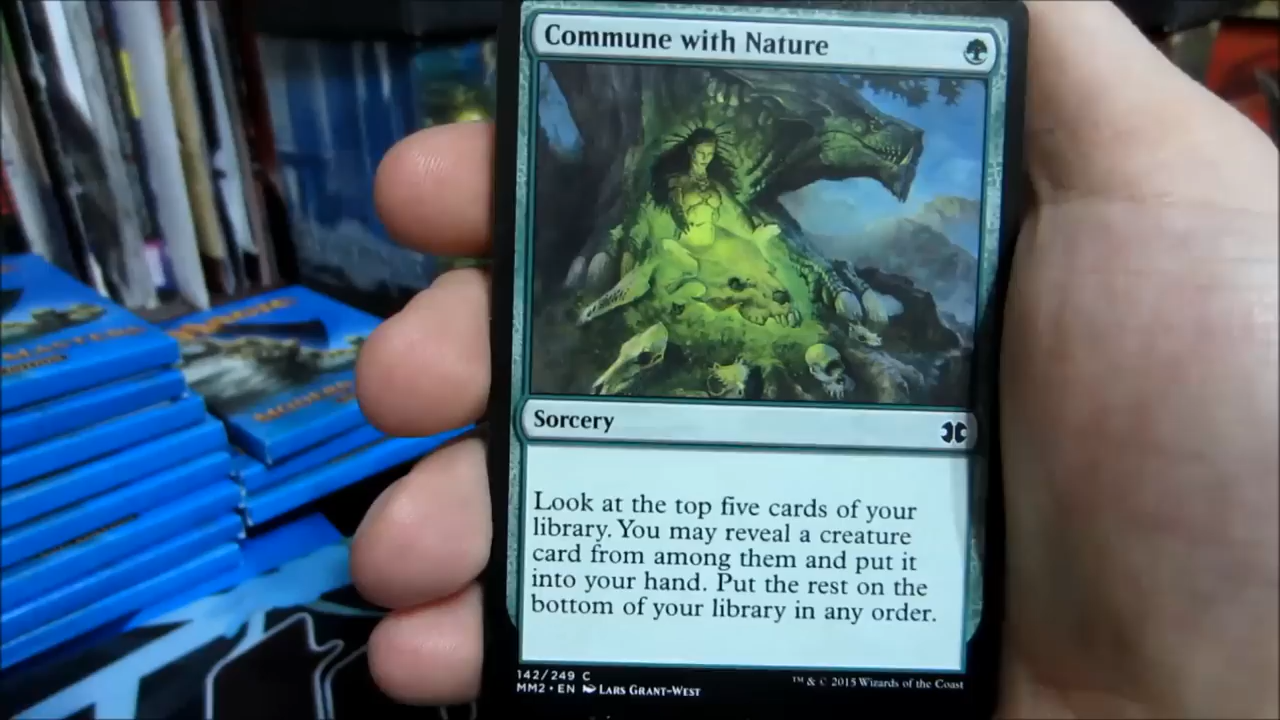 Commune with Nature
Sorcery
Look at the top five cards of your
library. You may reveal a creature
card from among them and put it
into your hand. Put the rest on the
bottom of your library in any order.
142/249 C
MM2 • EN Lars Grant-West
™ & © 2015 Wizards of the Coast
Masters